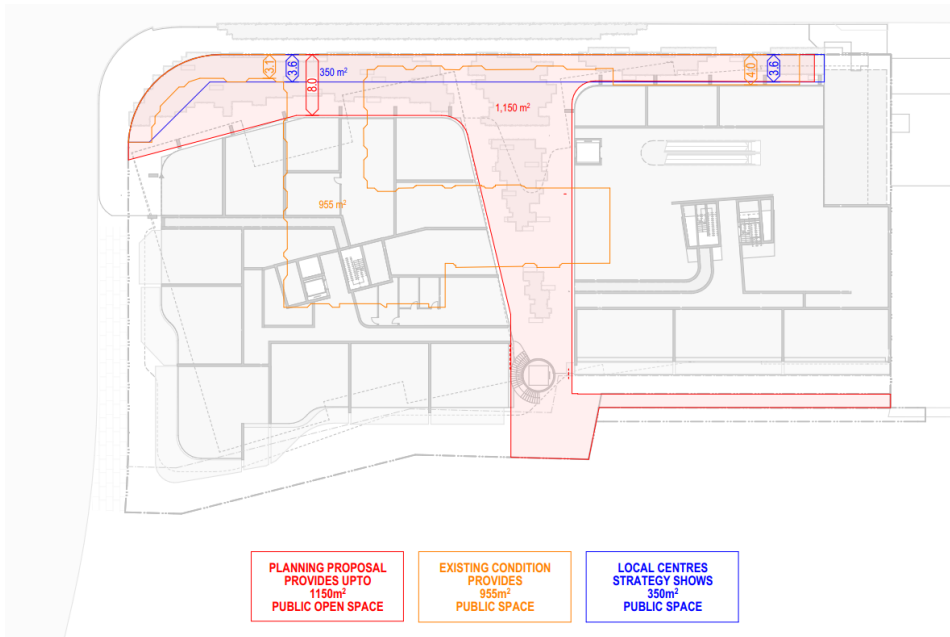 3.1
3.6
350 m²
8.0
4.0
3.6
1,150 m²
955 m²
PLANNING PROPOSAL
PROVIDES UPTO
1150m²
PUBLIC OPEN SPACE
EXISTING CONDITION
PROVIDES
955m²
PUBLIC SPACE
LOCAL CENTRES
STRATEGY SHOWS
350m²
PUBLIC SPACE